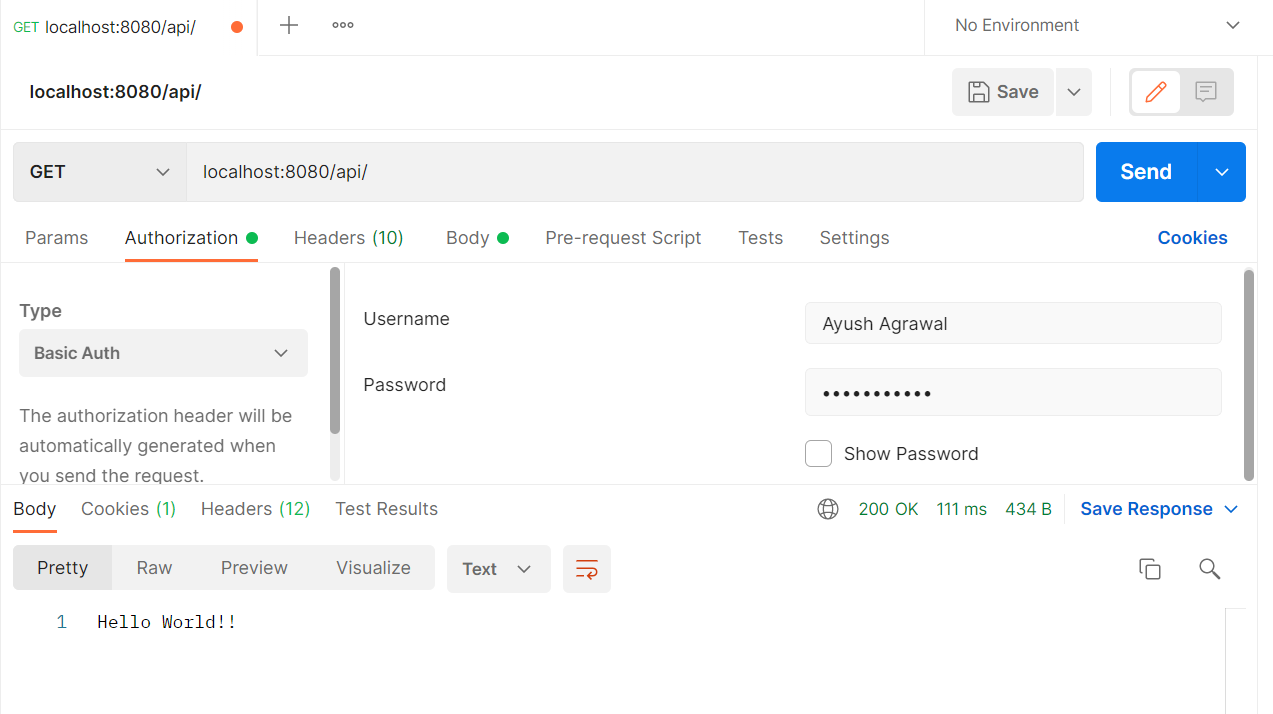 GET localhost:8080/api/
No Environment
localhost:8080/api/
Save
GET localhost:8080/api/ Send
Params Authorization Headers (10) Body Pre-request Script Tests Settings Cookies
Type
Basic Auth
The authorization header will be
automatically generated when
you send the request.
Username Ayush Agrawal
Password •••••••••••
Show Password
Body Cookies (1) Headers (12) Test Results 200 OK 111 ms 434 B Save Response
Pretty Raw Preview Visualize Text
1 Hello World!!